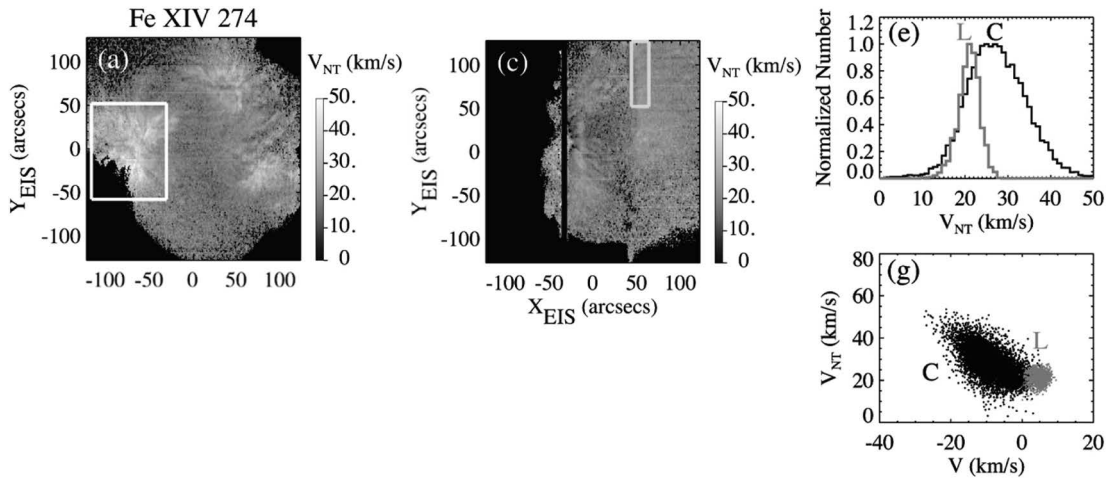 Fe XIV 274
(a)
Y_EIS (arcsecs)
100
50
0
-50
-100
-100 -50 0 50 100
V_NT (km/s)
50.
40.
30.
20.
10.
0
(c)
Y_EIS (arcsecs)
100
50
0
-50
-100
-100 -50 0 50 100
X_EIS (arcsecs)
V_NT (km/s)
50.
40.
30.
20.
10.
0
(e)
L C
Normalized Number
1.2
1.0
0.8
0.6
0.4
0.2
0.0
0 10 20 30 40 50
V_NT (km/s)
(g)
L
C
V_NT (km/s)
80
60
40
20
0
-40 -20 0 20
V (km/s)